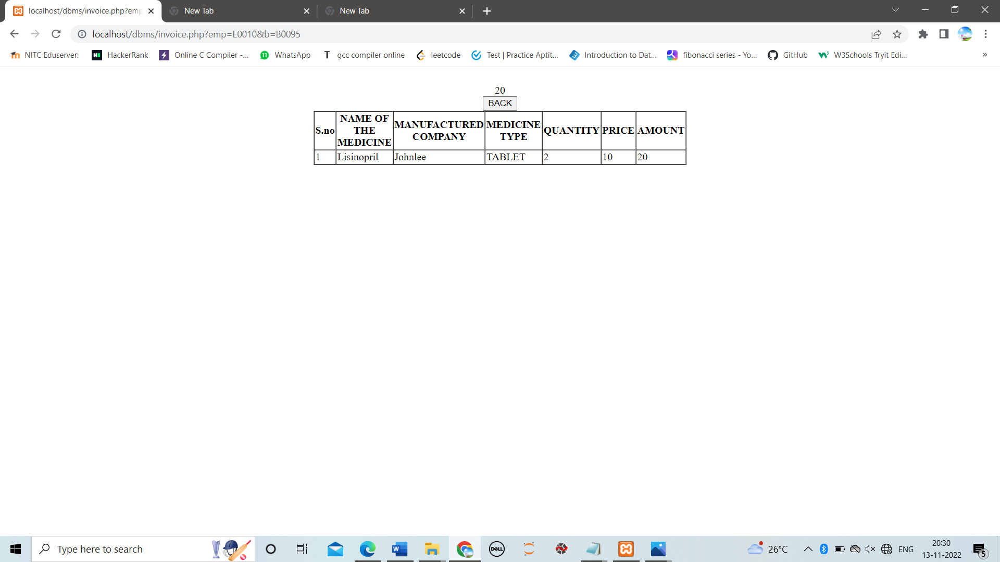 localhost/dbms/invoice.php?emp
New Tab
New Tab
localhost/dbms/invoice.php?emp=E0010&b=B0095
NITC Eduserver:
HackerRank
Online C Compiler -...
WhatsApp
gcc compiler online
leetcode
Test | Practice Aptit...
Introduction to Dat...
fibonacci series - Yo...
GitHub
W3Schools Tryit Edi...
»
20
BACK
S.no NAME OF THE MEDICINE MANUFACTURED COMPANY MEDICINE TYPE QUANTITY PRICE AMOUNT
1 Lisinopril Johnlee TABLET 2 10 20
Type here to search
DELL
26°C
ENG
20:30
13-11-2022
5